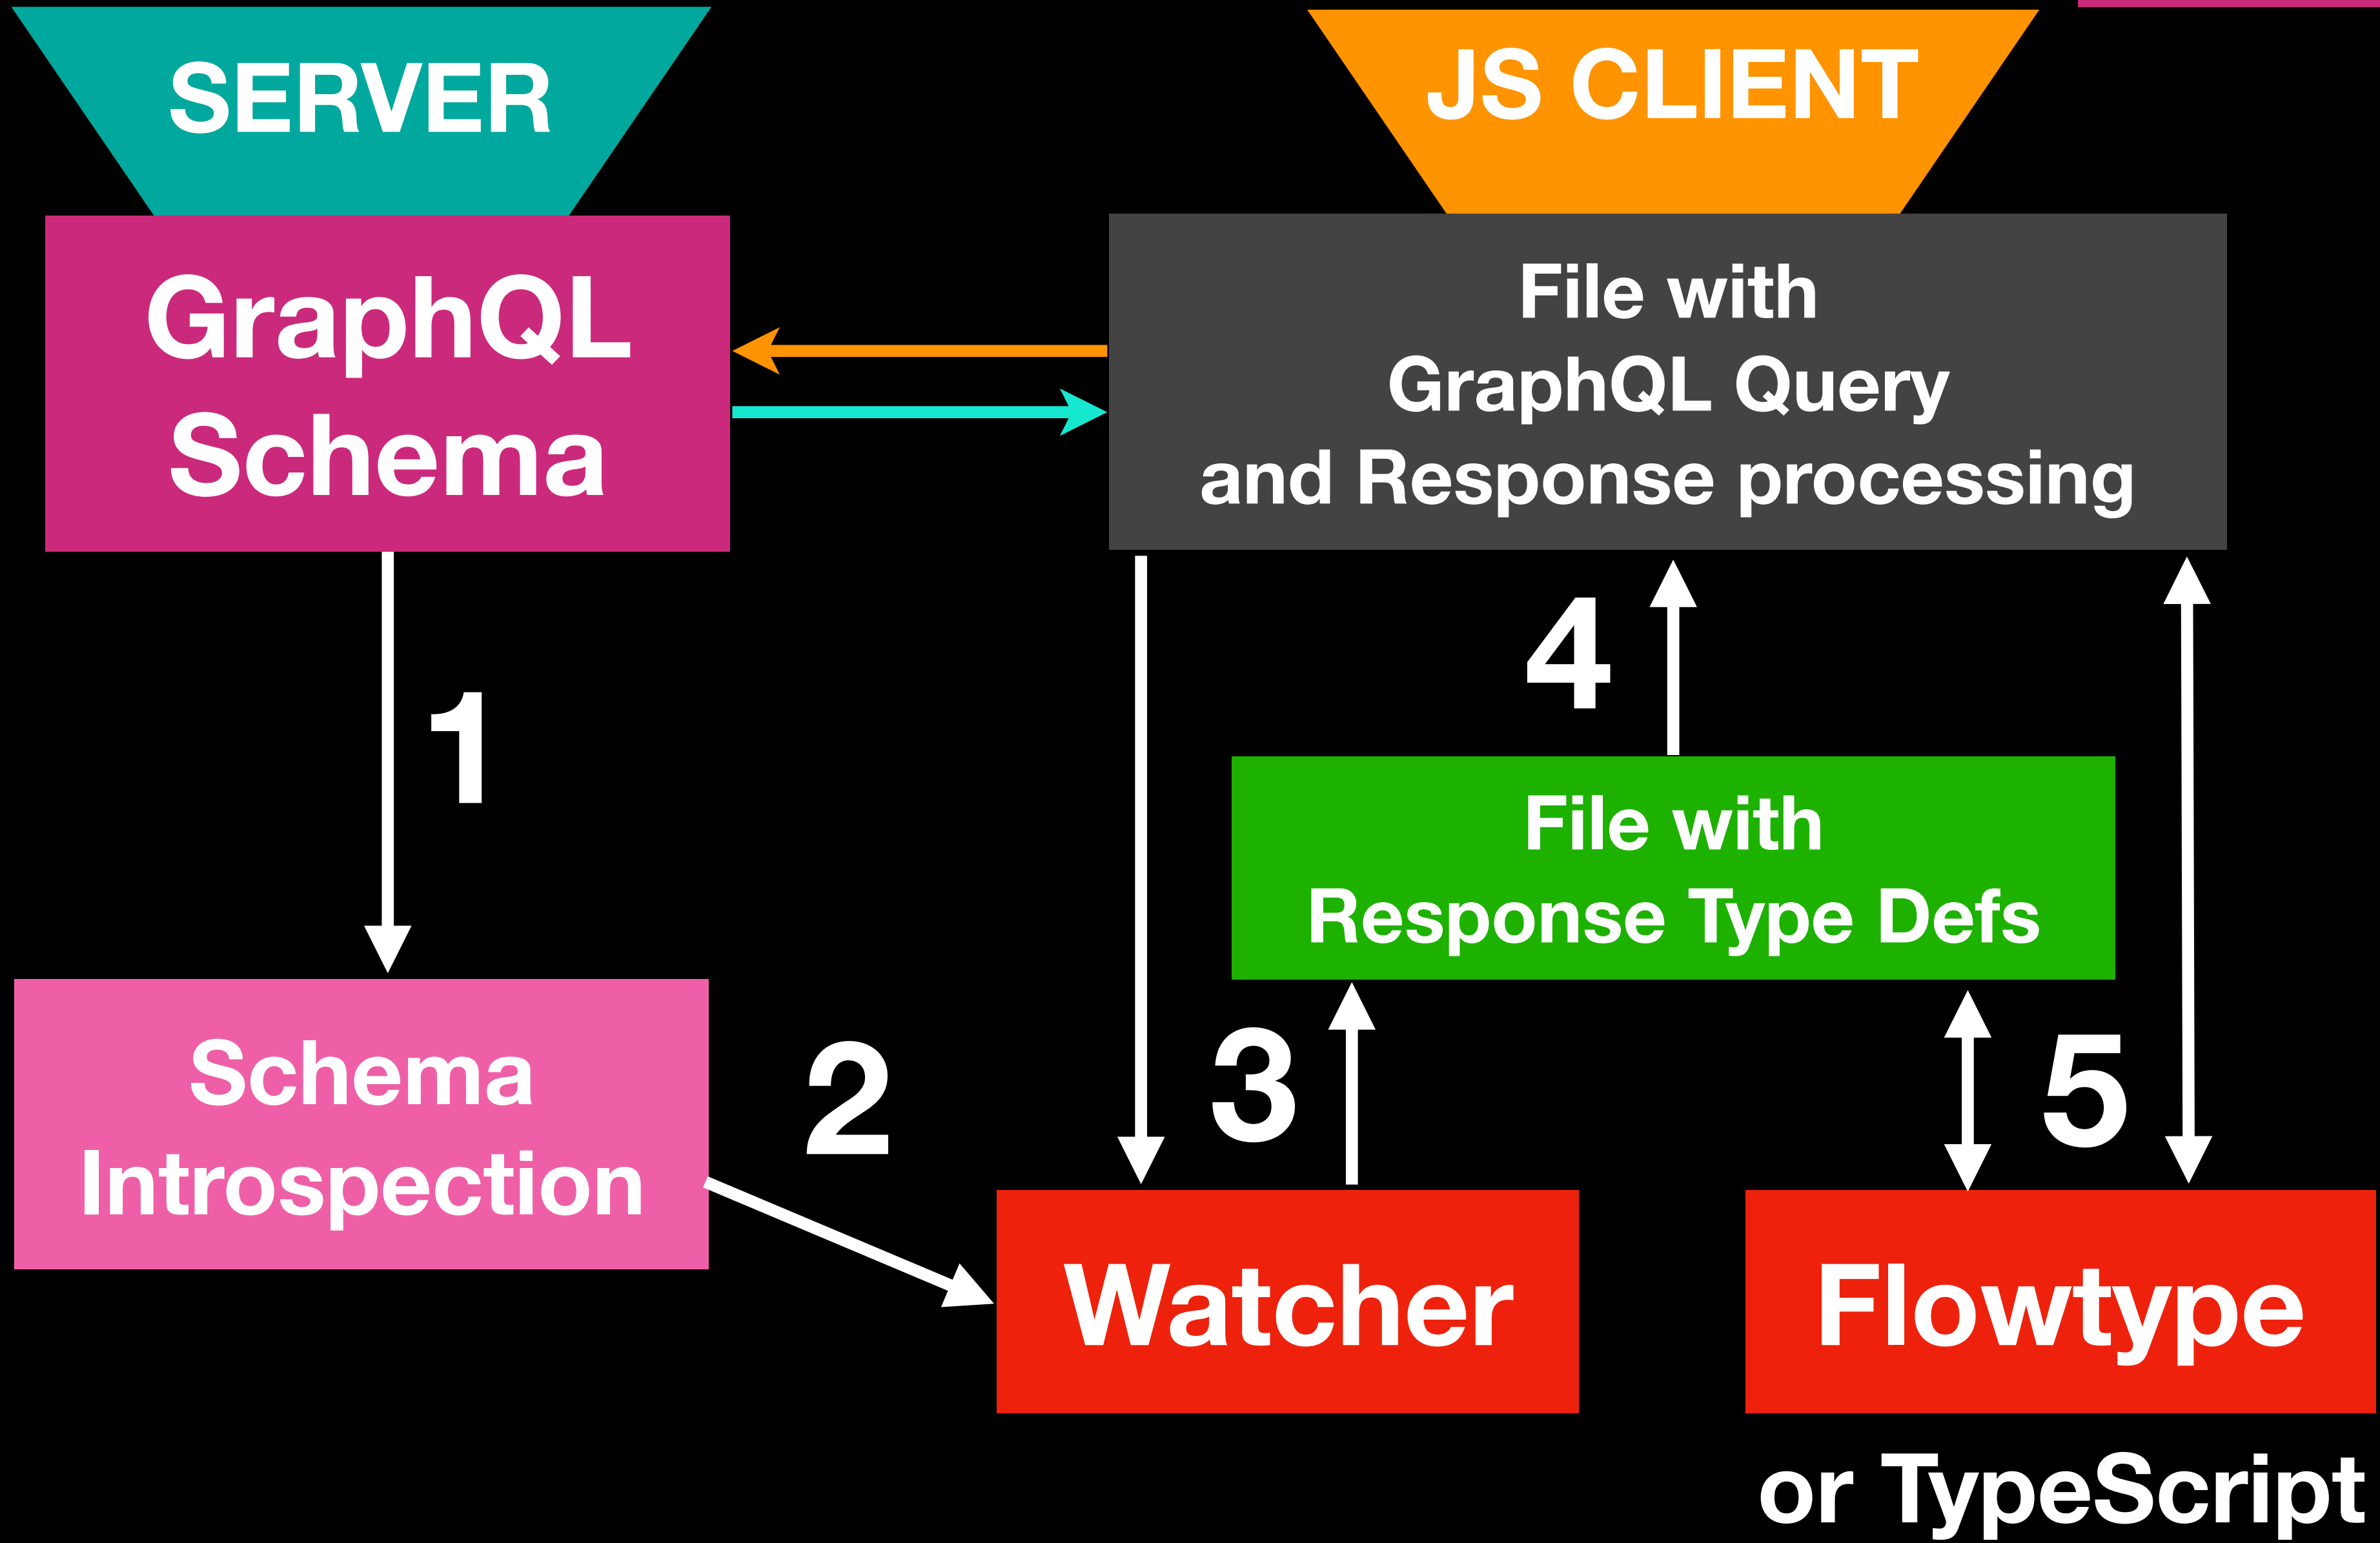 SERVER
JS CLIENT
GraphQL
Schema
File with
GraphQL Query
and Response processing
1
4
File with
Response Type Defs
Schema
Introspection
2
3
5
Watcher
Flowtype
or TypeScript